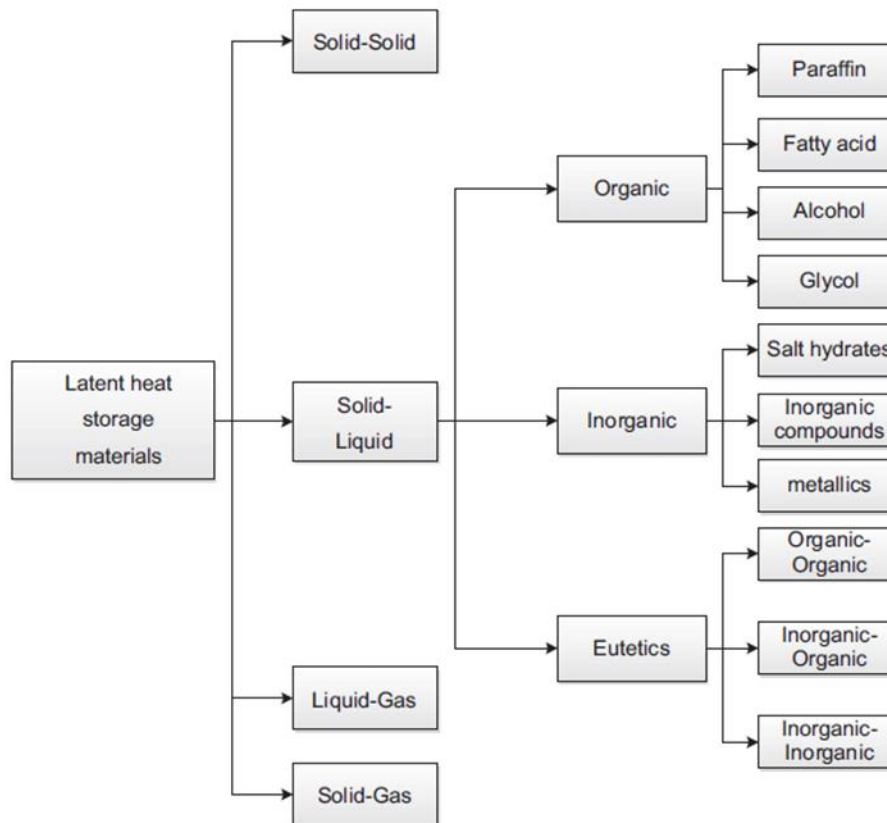 Solid-Solid
Paraffin
Fatty acid
Organic
Alcohol
Glycol
Salt hydrates
Latent heat
storage
materials
Solid-
Liquid
Inorganic
Inorganic
compounds
metallics
Organic-
Organic
Eutetics
Inorganic-
Organic
Liquid-Gas
Inorganic-
Inorganic
Solid-Gas